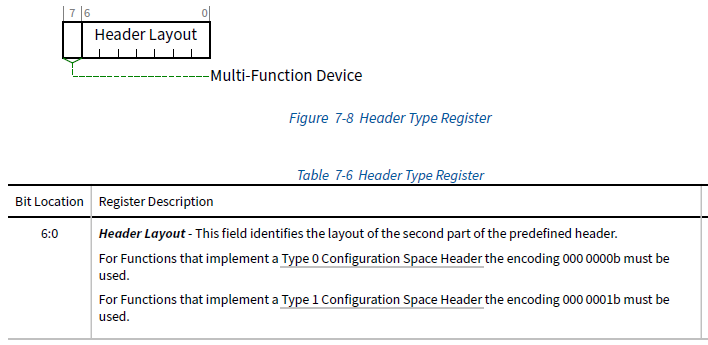 7 6 0
Header Layout
Multi-Function Device
Figure 7-8 Header Type Register
Table 7-6 Header Type Register
Bit Location Register Description
6:0 Header Layout - This field identifies the layout of the second part of the predefined header.
For Functions that implement a Type 0 Configuration Space Header the encoding 000 0000b must be
used.
For Functions that implement a Type 1 Configuration Space Header the encoding 000 0001b must be
used.